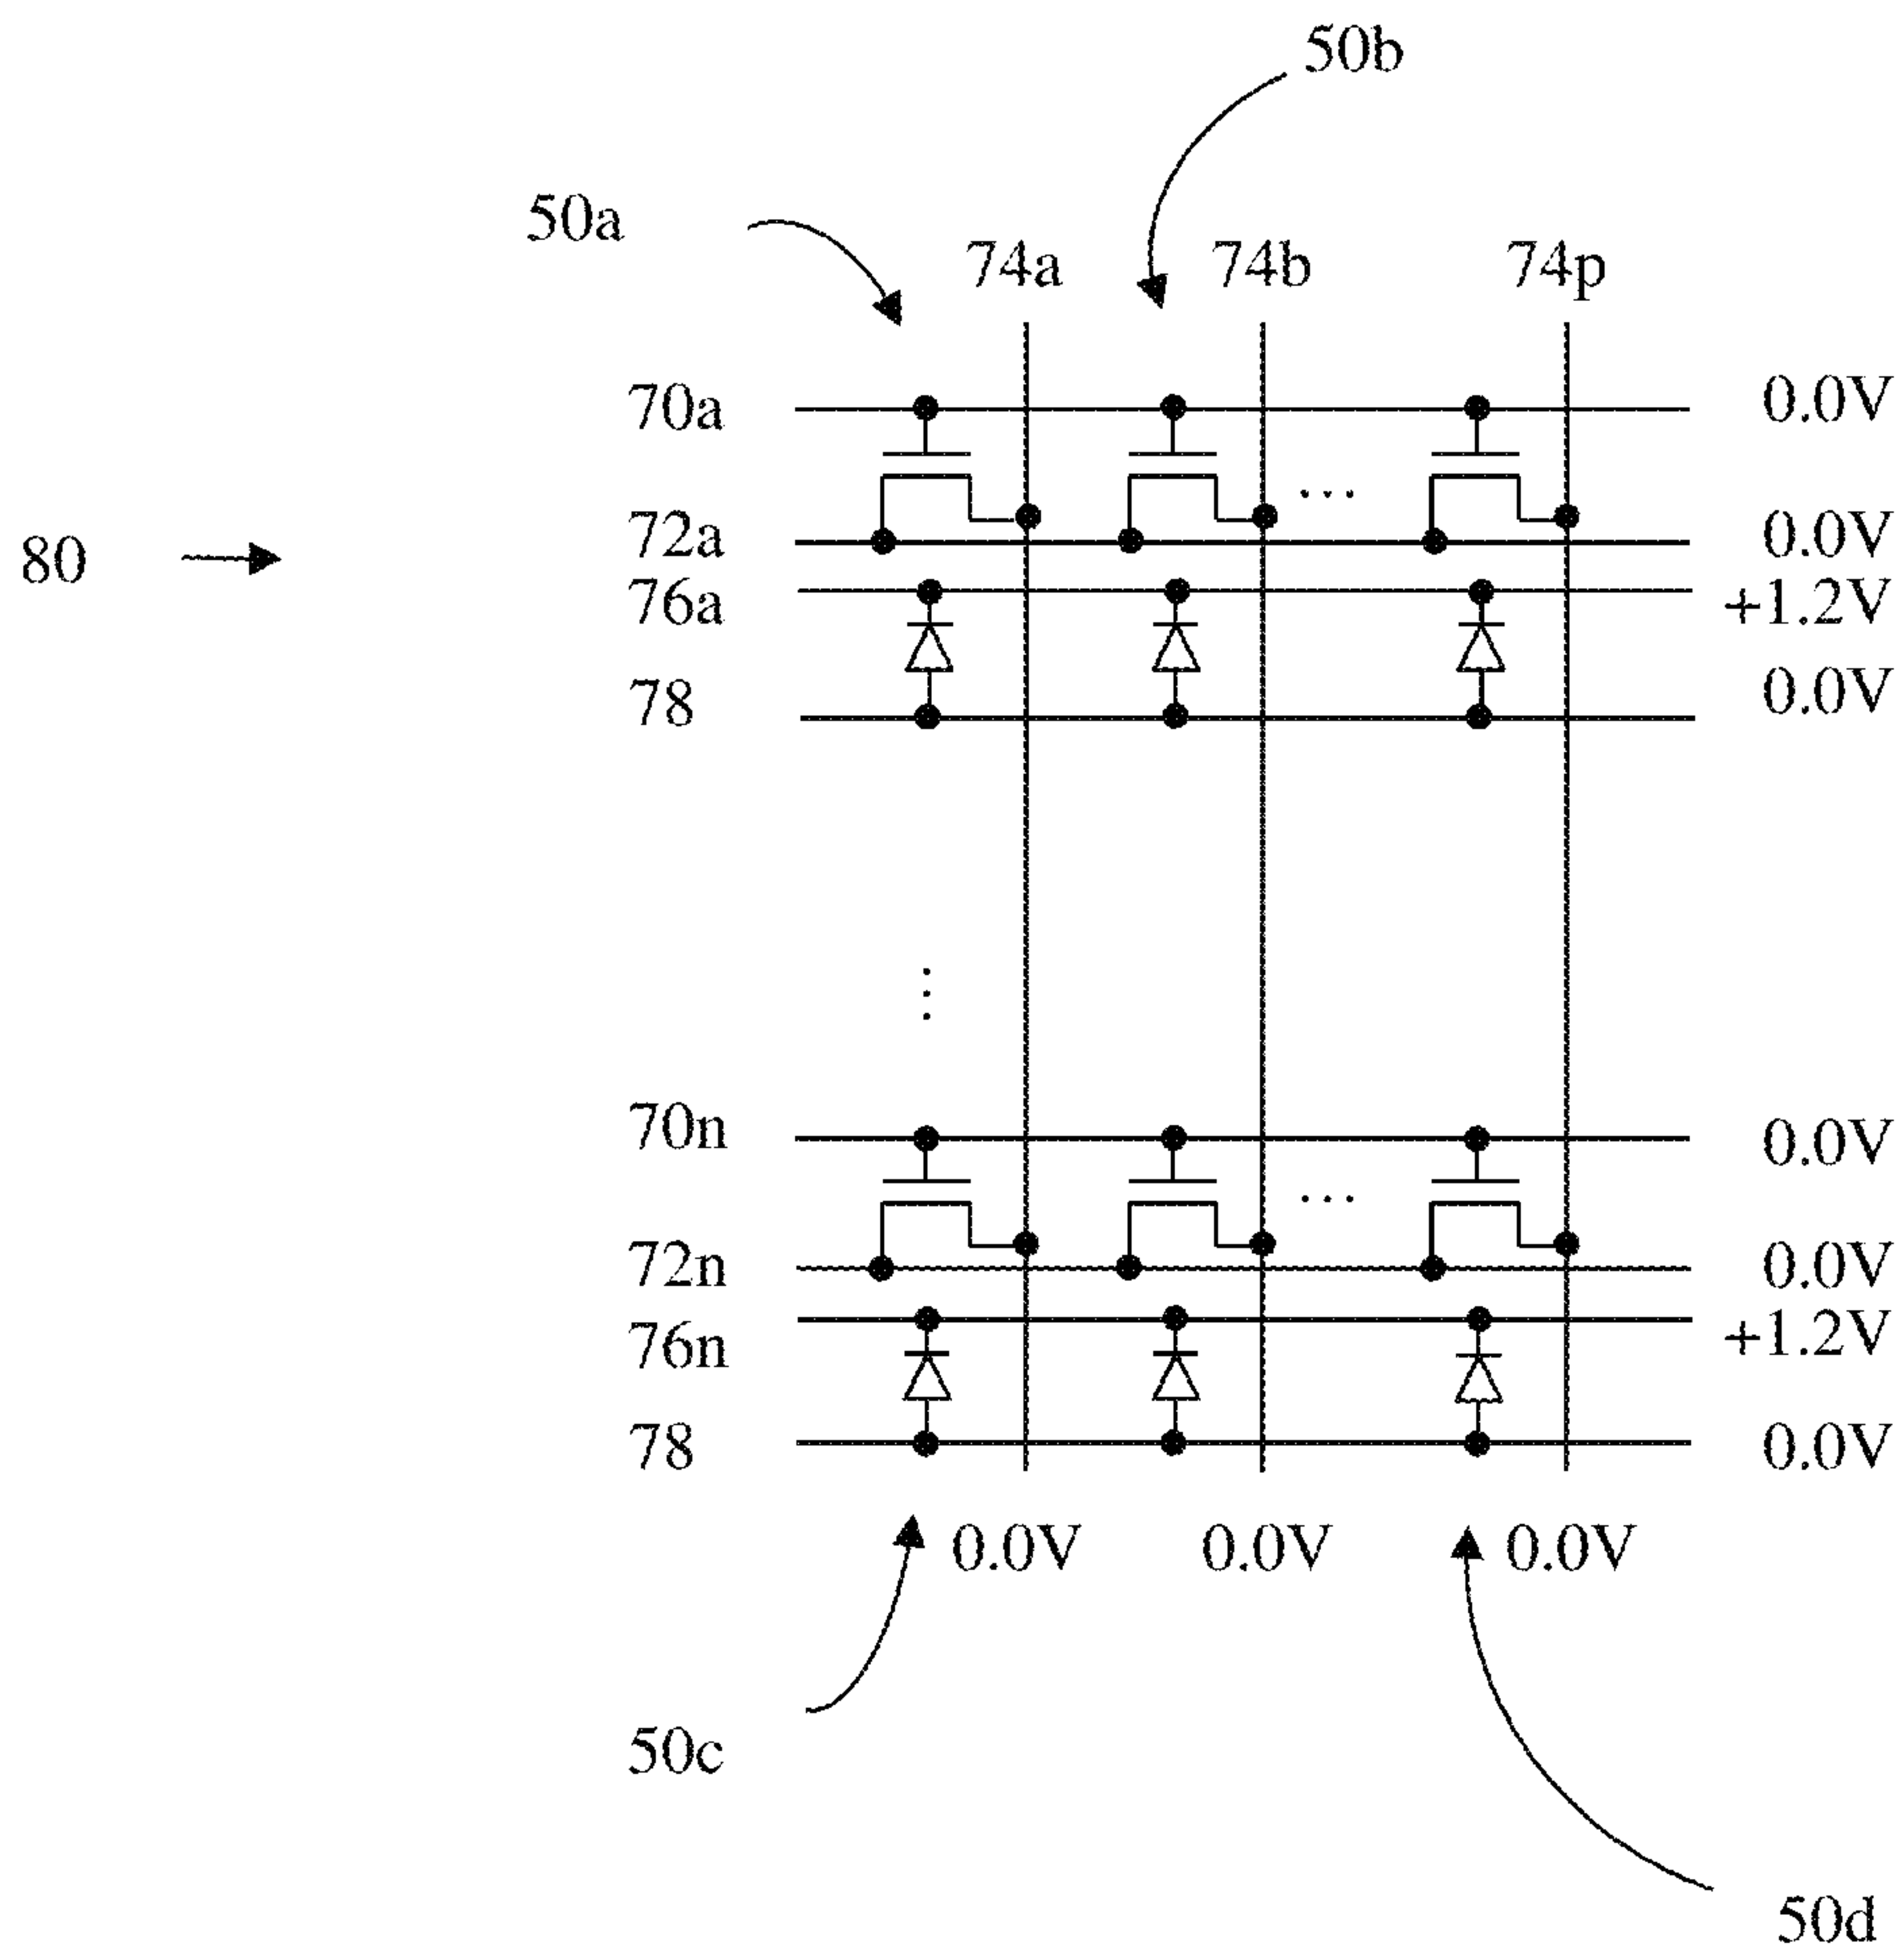 50b
50a
74a 74b 74p
70a 0.0V
...
72a 0.0V
80
76a +1.2V
78 0.0V
...
70n 0.0V
...
72n 0.0V
76n +1.2V
78 0.0V
0.0V 0.0V 0.0V
50c
50d